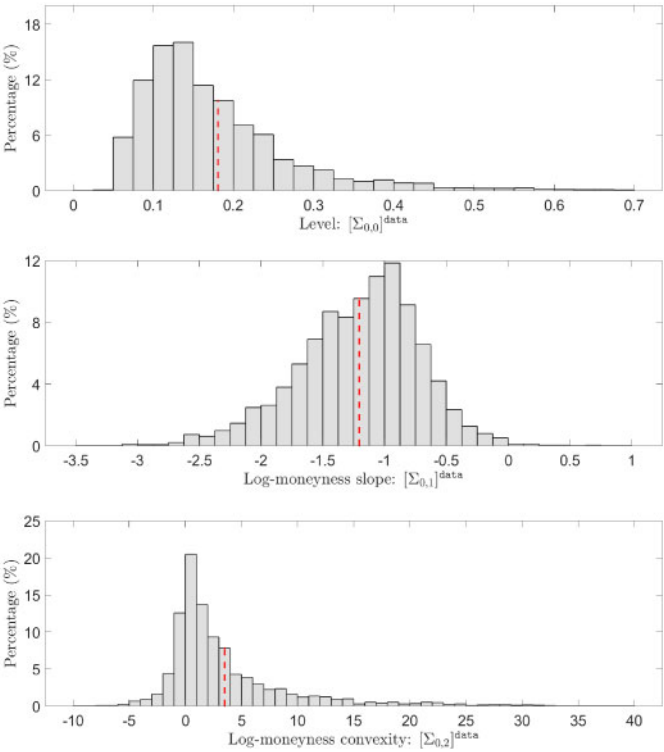 18
12
6
0
Percentage (%)
0 0.1 0.2 0.3 0.4 0.5 0.6 0.7
Level: [Σ0,0]data
12
8
4
0
Percentage (%)
-3.5 -3 -2.5 -2 -1.5 -1 -0.5 0 0.5 1
Log-moneyness slope: [Σ0,1]data
25
20
15
10
5
0
Percentage (%)
-10 -5 0 5 10 15 20 25 30 35 40
Log-moneyness convexity: [Σ0,2]data